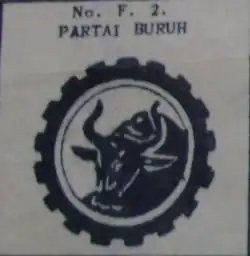 No. F. 2.
PARTAI BURUH